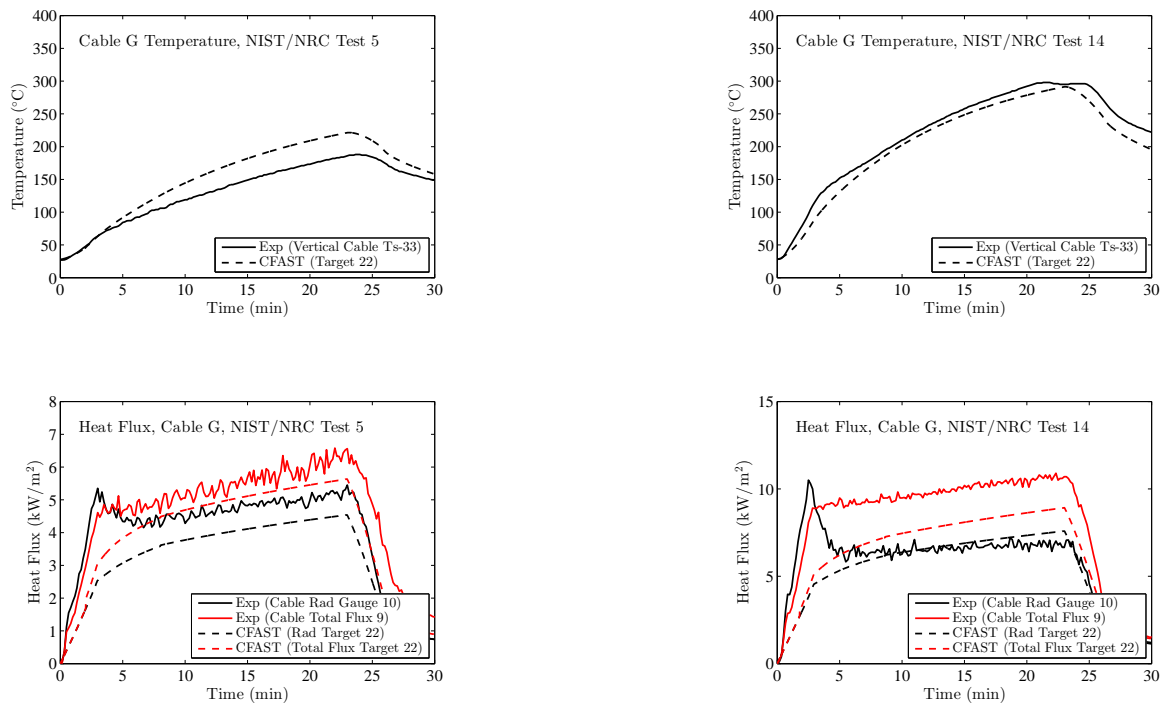 400
350
300
250
200
150
100
50
0
Temperature (°C)
Cable G Temperature, NIST/NRC Test 5
Exp (Vertical Cable Ts-33)
CFAST (Target 22)
0 5 10 15 20 25 30
Time (min)
400
350
300
250
200
150
100
50
0
Temperature (°C)
Cable G Temperature, NIST/NRC Test 14
Exp (Vertical Cable Ts-33)
CFAST (Target 22)
0 5 10 15 20 25 30
Time (min)
8
7
6
5
4
3
2
1
0
Heat Flux (kW/m²)
Heat Flux, Cable G, NIST/NRC Test 5
Exp (Cable Rad Gauge 10)
Exp (Cable Total Flux 9)
CFAST (Rad Target 22)
CFAST (Total Flux Target 22)
0 5 10 15 20 25 30
Time (min)
15
10
5
0
Heat Flux (kW/m²)
Heat Flux, Cable G, NIST/NRC Test 14
Exp (Cable Rad Gauge 10)
Exp (Cable Total Flux 9)
CFAST (Rad Target 22)
CFAST (Total Flux Target 22)
0 5 10 15 20 25 30
Time (min)